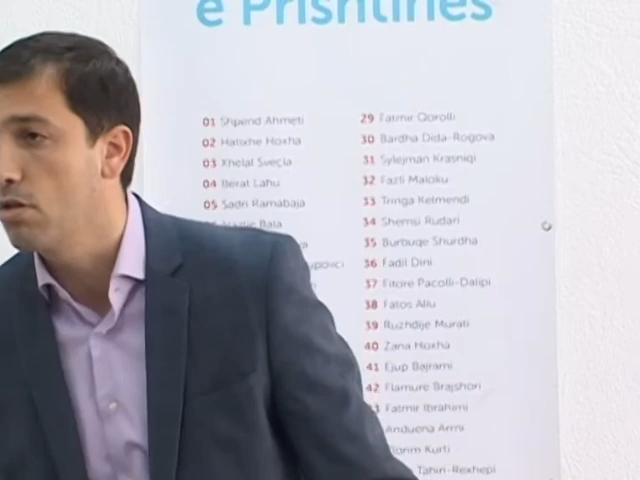 e Prishtinës
01 Shpend Ahmeti
02 Hatixhe Hoxha
03 Xhelal Sveçla
04 Berat Lahu
05 Sadri Ramabaja
Bala
29 Fatmir Qorolli
30 Bardha Dida-Rogova
31 Sylejman Krasniqi
32 Fazli Maloku
33 Tringa Kelmendi
34 Shemsi Rudari
35 Burbuqe Shurdha
36 Fadil Dini
37 Fitore Pacolli-Dalipi
38 Fatos Aliu
39 Ruzhdije Murati
40 Zana Hoxha
41 Ejup Bajrami
42 Flamure Brajshori
Fatmir Ibrahimi
Anduena Armi
Kurti
Tahiri-Rexhepi